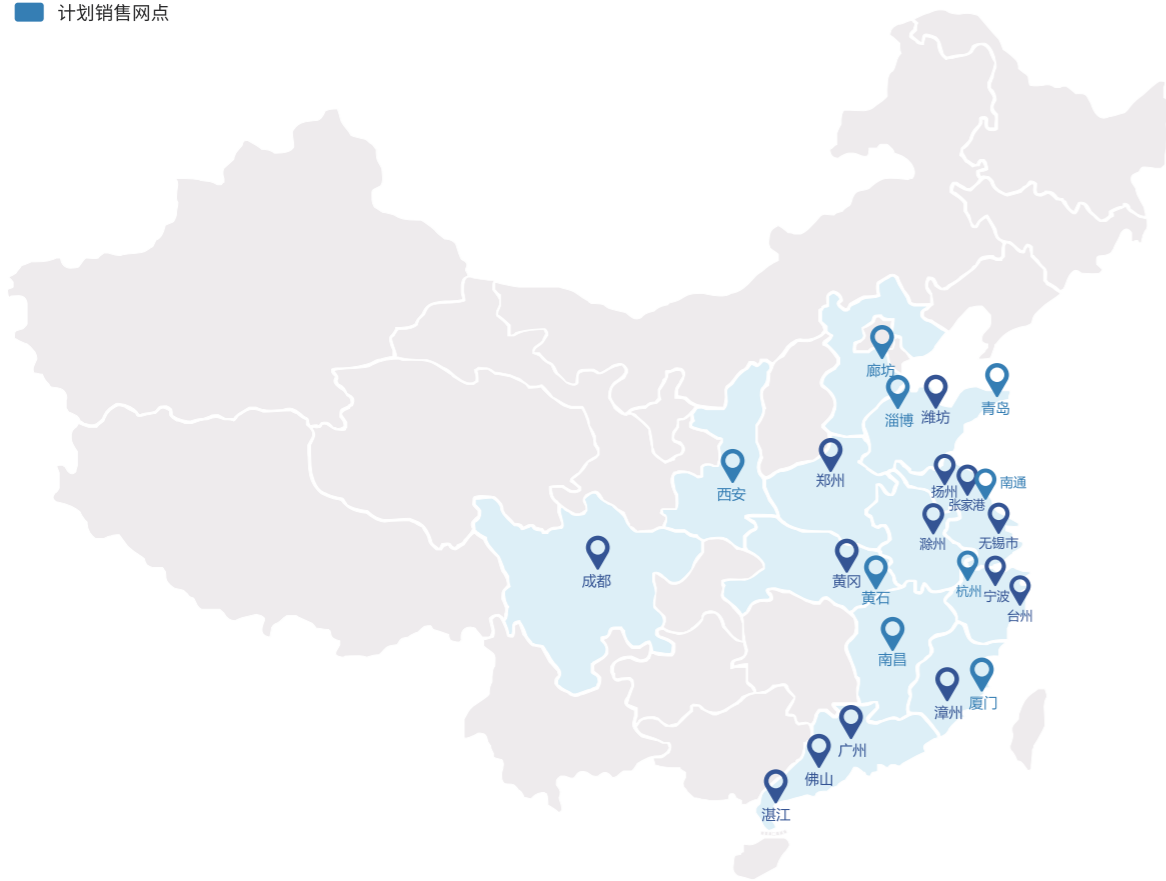 计划销售网点
廊坊
淄博
潍坊
青岛
郑州
西安
扬州
张家港
南通
滁州
无锡市
成都
黄冈
黄石
杭州
宁波
台州
南昌
漳州
厦门
广州
佛山
湛江